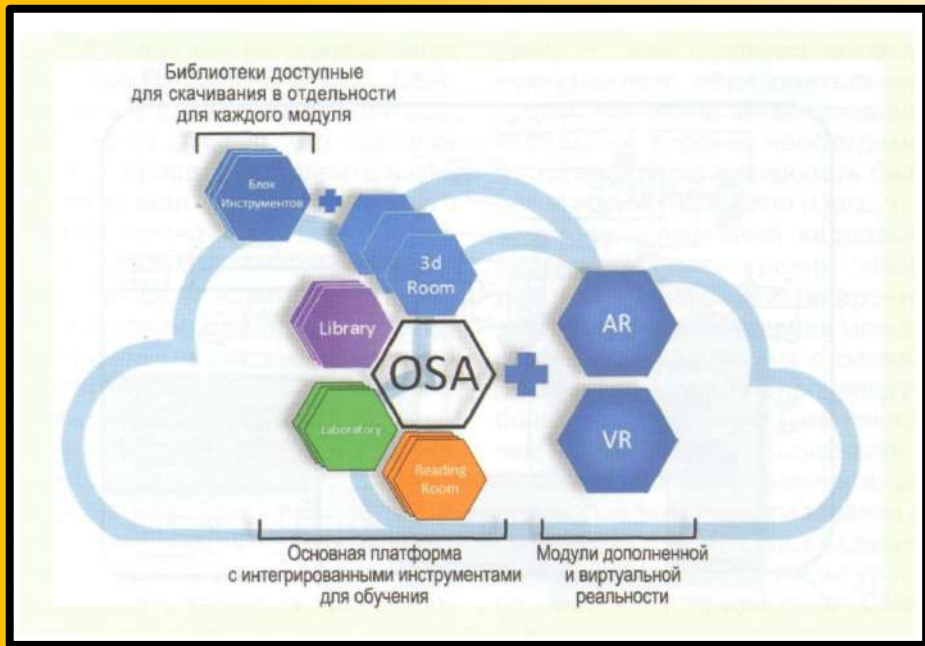 Библиотеки доступные
для скачивания в отдельности
для каждого модуля
Блок
Инструментов
3d
Room
Library
OSA
AR
Laboratory
VR
Reading
Room
Основная платформа
с интегрированными инструментами
для обучения
Модули дополненной
и виртуальной
реальности